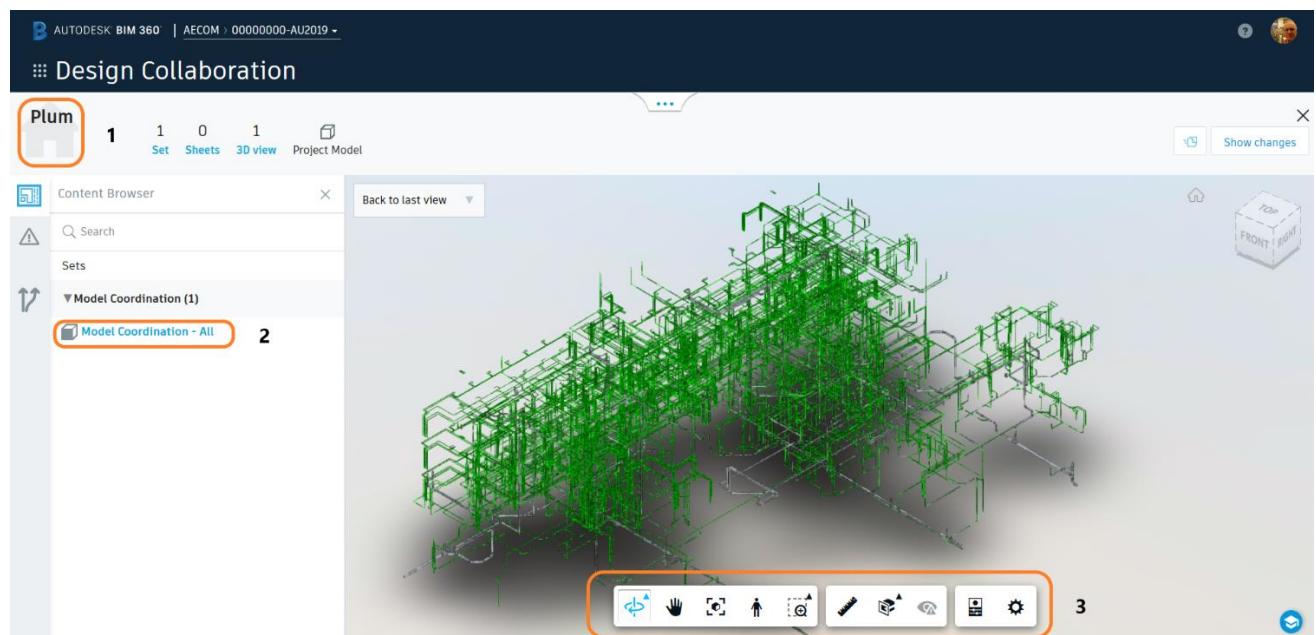 AUTODESK BIM 360 | AECOM > 00000000-AU2019
Design Collaboration
Plum
1
1 0 1
Set Sheets 3D view Project Model
Show changes
Content Browser
Back to last view
Search
Sets
Model Coordination (1)
Model Coordination - All
2
TOP
FRONT
RIGHT
3